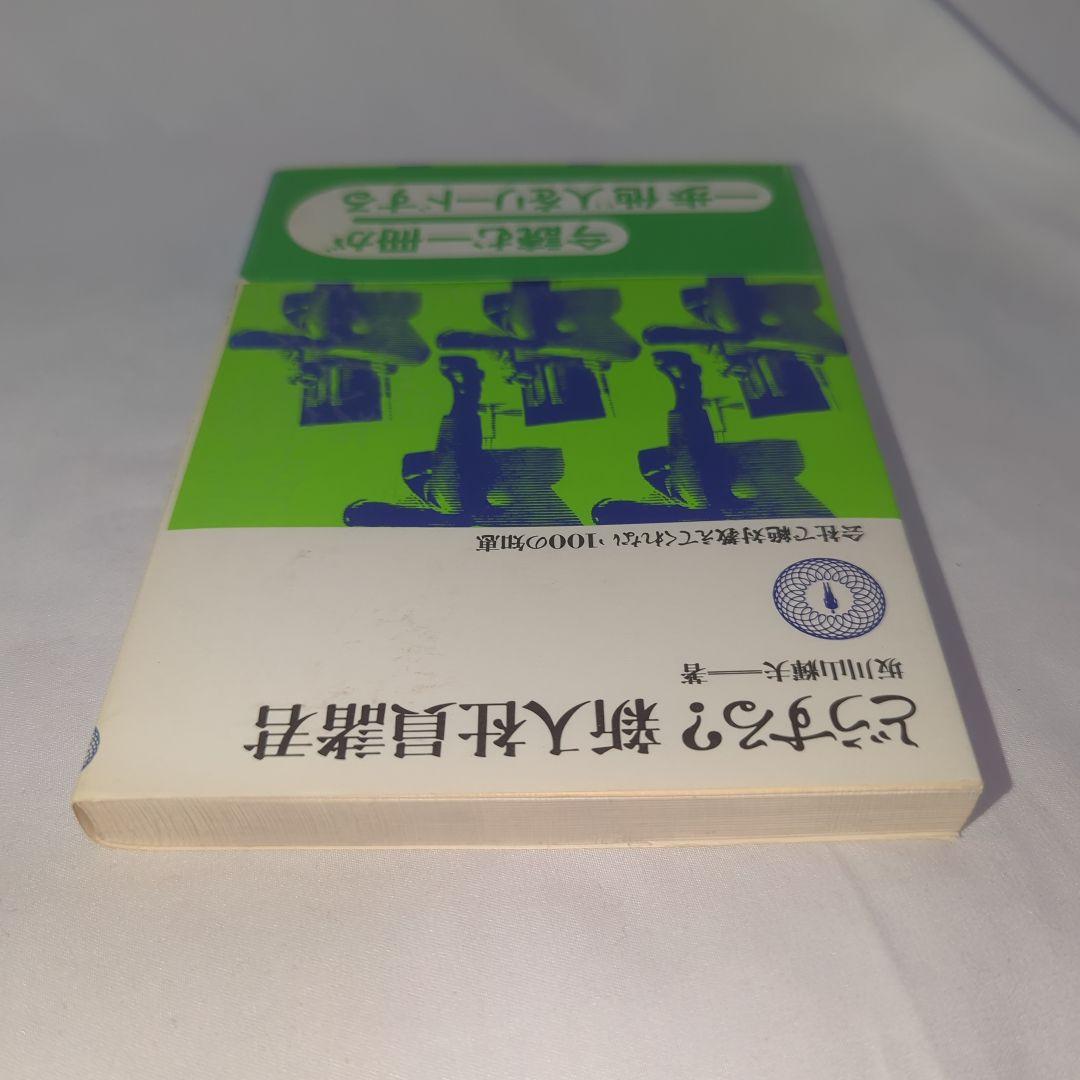 どうする? 新入社員諸君
坂川山輝夫――著
会社で絶対教えてくれない、100の知恵
今読む一冊が
一歩他人をリードする